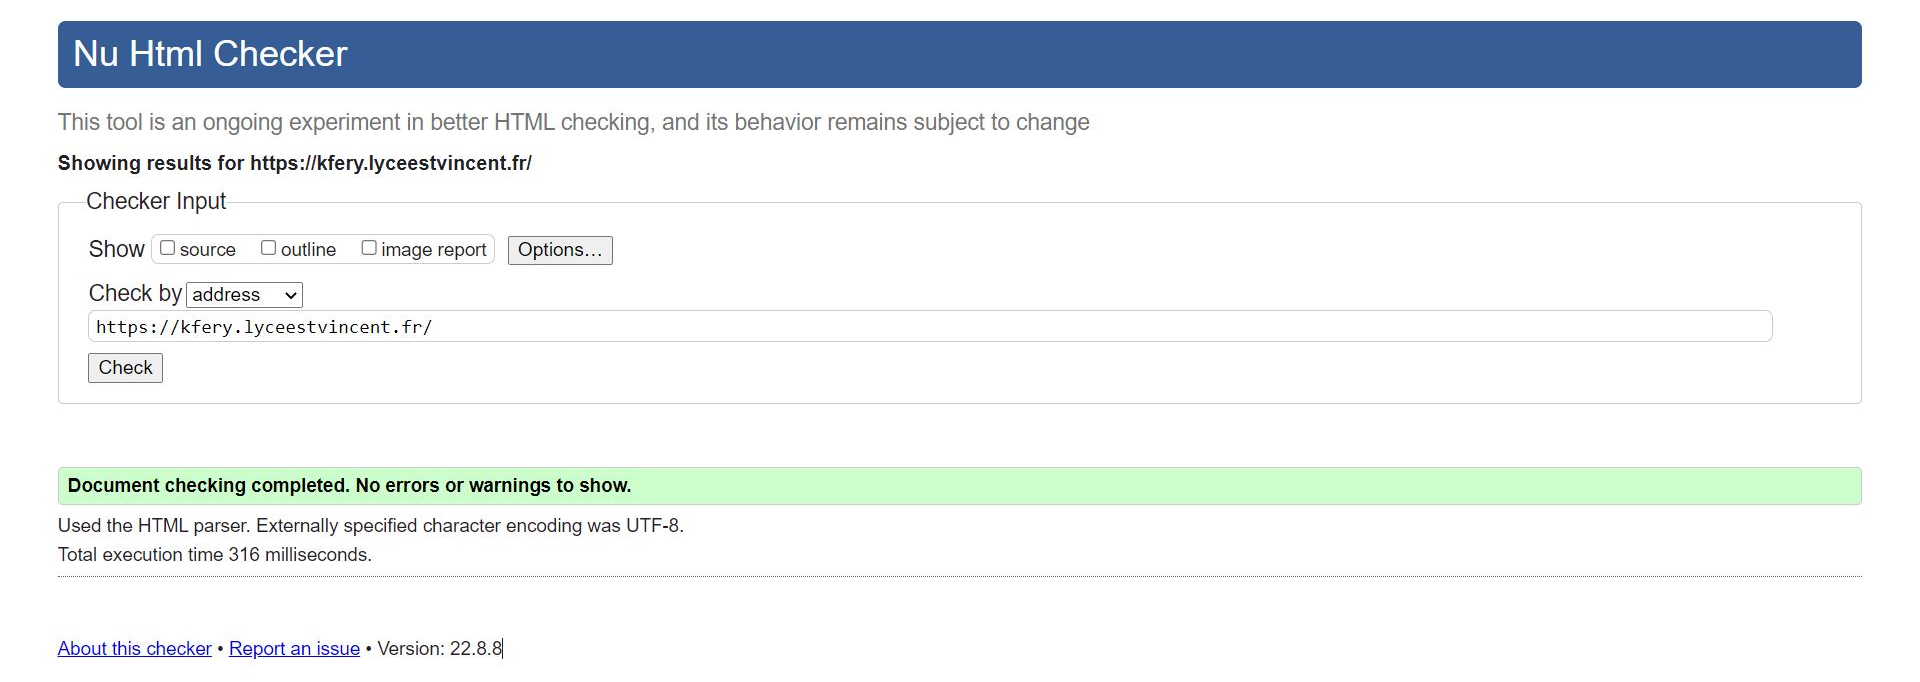 Nu Html Checker
This tool is an ongoing experiment in better HTML checking, and its behavior remains subject to change
Showing results for https://kfery.lyceestvincent.fr/
Checker Input
Show source outline image report Options...
Check by address
https://kfery.lyceestvincent.fr/
Check
Document checking completed. No errors or warnings to show.
Used the HTML parser. Externally specified character encoding was UTF-8.
Total execution time 316 milliseconds.
About this checker • Report an issue • Version: 22.8.8